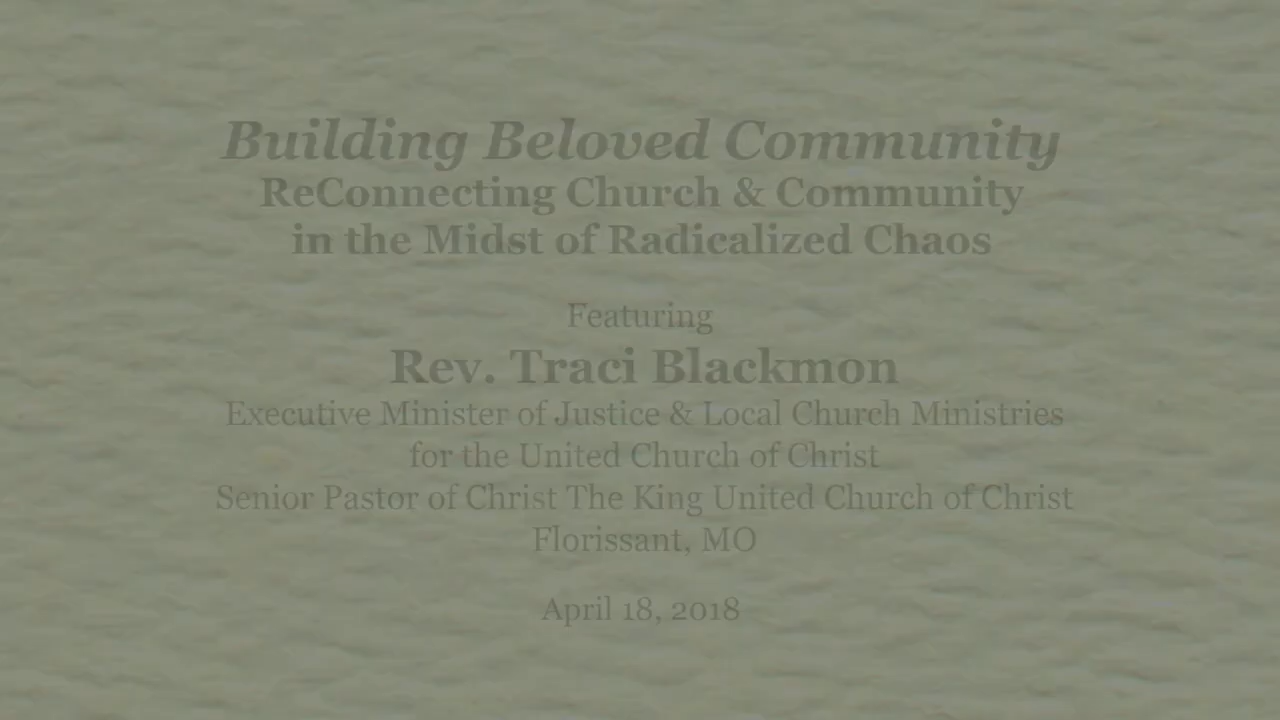 Building Beloved Community
ReConnecting Church & Community
in the Midst of Radicalized Chaos
Featuring
Rev. Traci Blackmon
Executive Minister of Justice & Local Church Ministries
for the United Church of Christ
Senior Pastor of Christ The King United Church of Christ
Florissant, MO
April 18, 2018